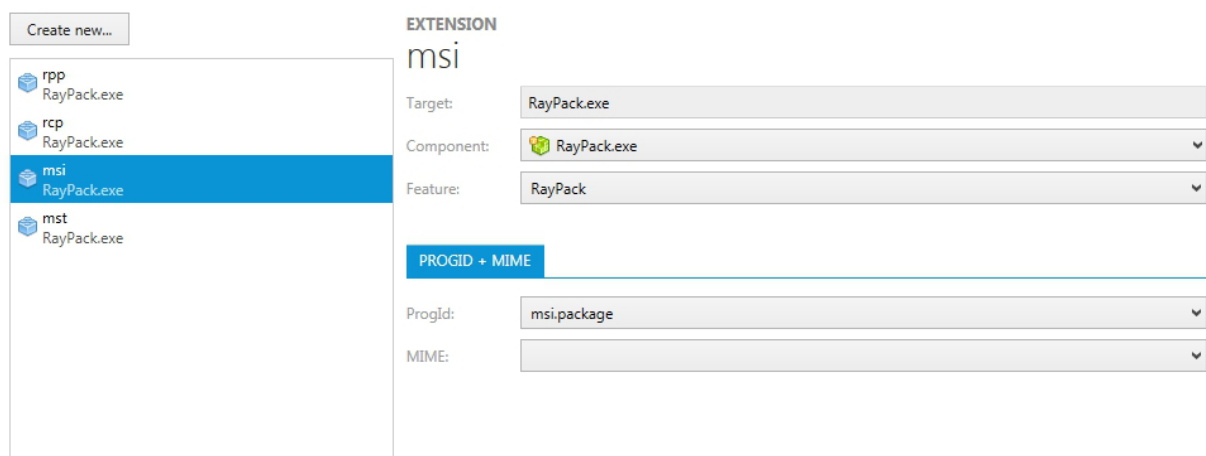 Create new...
rpp
RayPack.exe
rcp
RayPack.exe
msi
RayPack.exe
mst
RayPack.exe
EXTENSION
msi
Target: RayPack.exe
Component: RayPack.exe
Feature: RayPack
PROGID + MIME
ProgId: msi.package
MIME: